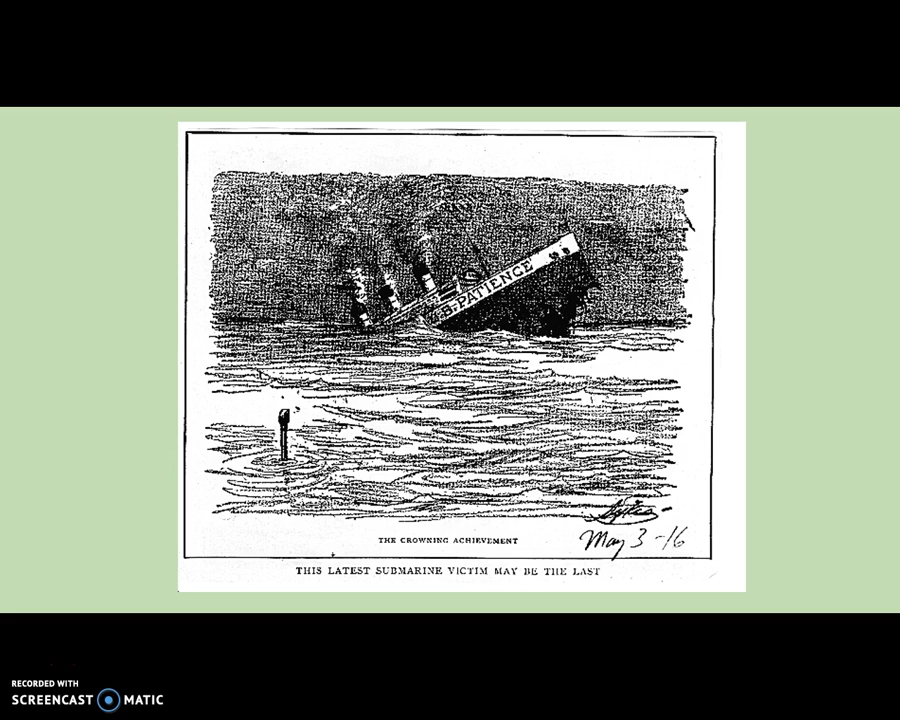 U.S. PATIENCE
Sykes
THE CROWNING ACHIEVEMENT
May 3-16
THIS LATEST SUBMARINE VICTIM MAY BE THE LAST
RECORDED WITH
SCREENCAST MATIC